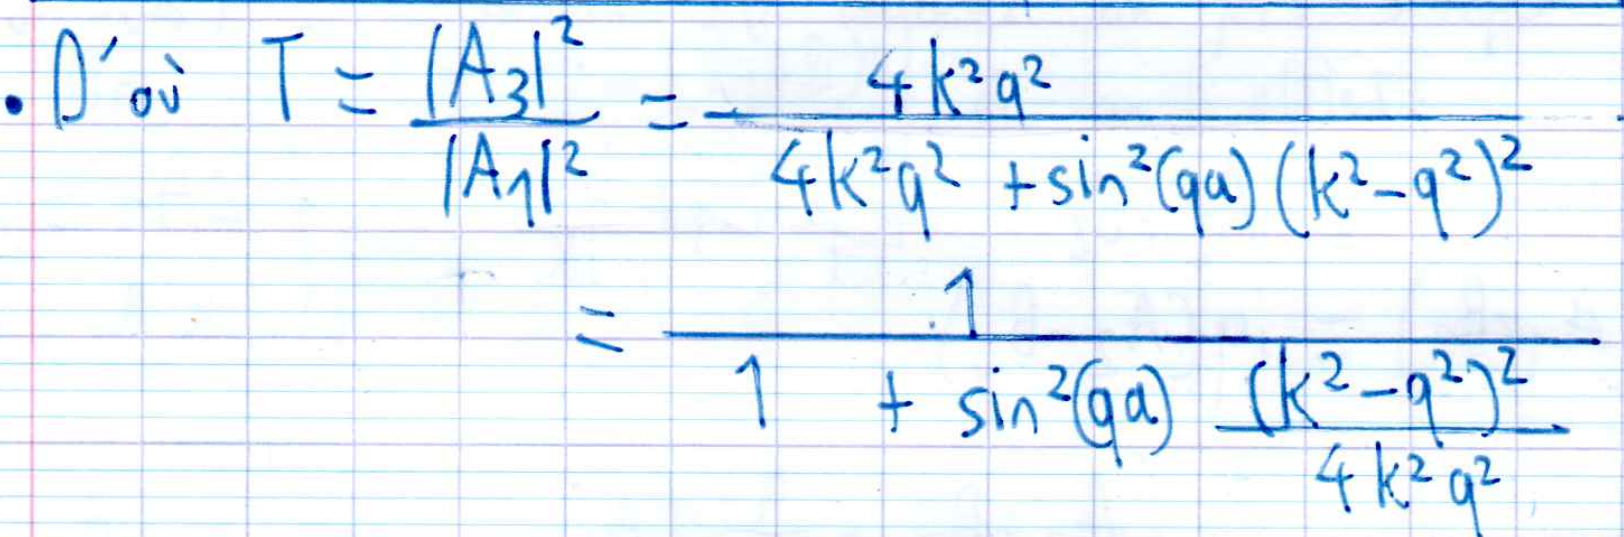 • D'où T = |A₃|² / |A₁|² = 4k²q² / (4k²q² + sin²(qa) (k²-q²)²)
= 1 / (1 + sin²(qa) (k²-q²)² / (4k²q²))